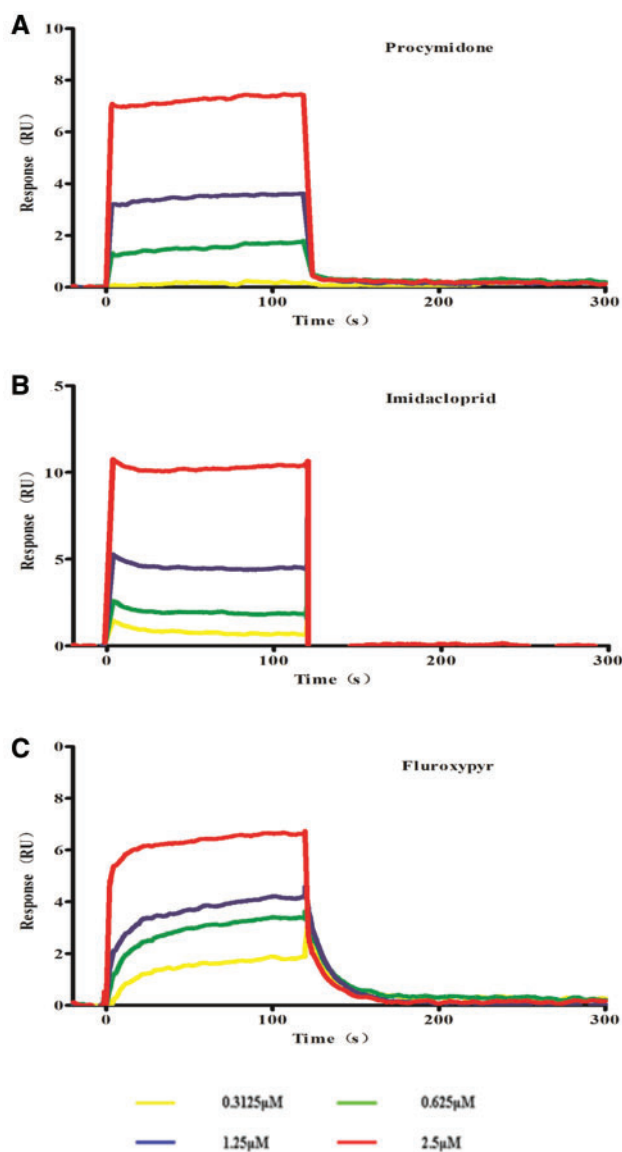 A
Procymidone
10
8
6
4
2
0
Response (RU)
0 100 200 300
Time (s)
B
Imidacloprid
5
10
5
0
Response (RU)
0 100 200 300
Time (s)
C
Fluroxypyr
0
8
6
4
2
0
Response (RU)
0 100 200 300
Time (s)
0.3125μM 0.625μM
1.25μM 2.5μM